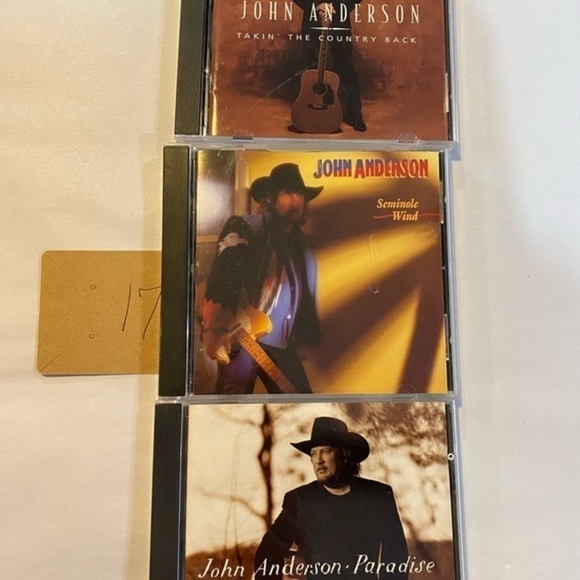 JOHN ANDERSON
TAKIN' THE COUNTRY BACK
JOHN ANDERSON
Seminole
Wind
17
John Anderson · Paradise